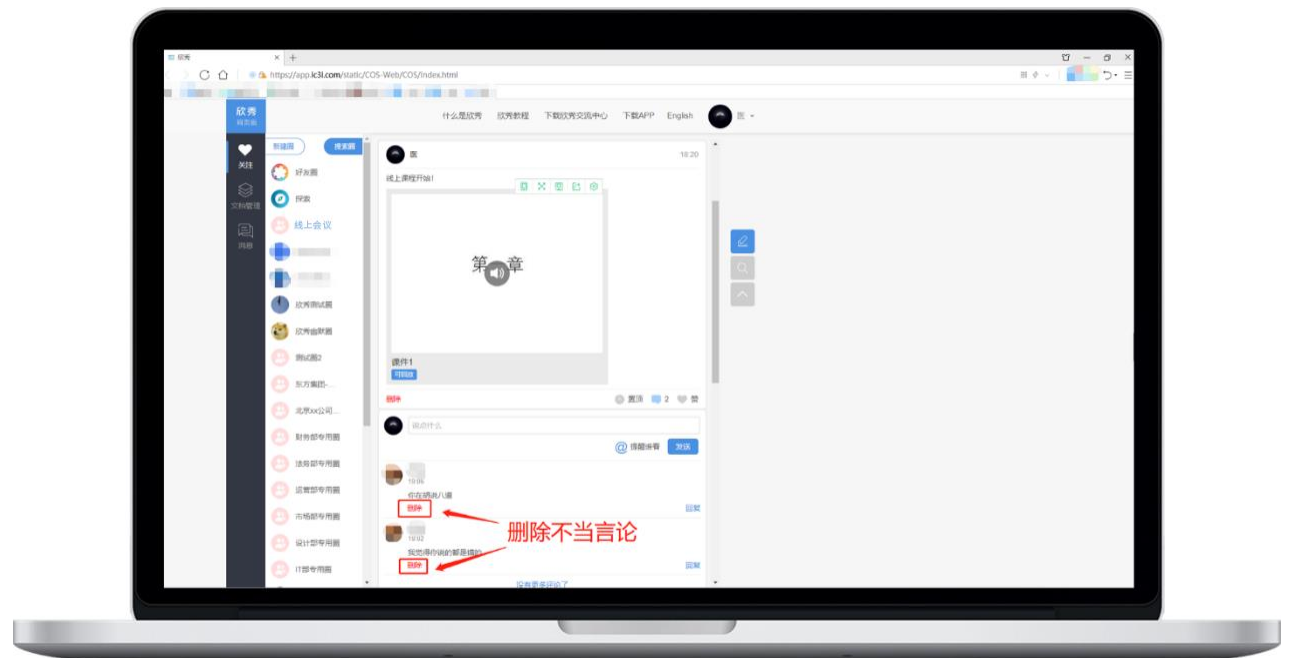 欣秀
https://app.ic3l.com/static/COS-Web/COS/index.html
欣秀
网页版
什么是欣秀 欣秀教程 下载欣秀交流中心 下载APP English 医
关注
文档管理
消息
新建圈 搜索圈
好友圈
探索
线上会议
欣秀测试圈
欣秀幽默圈
测试圈2
东方集团-...
北京xx公司...
财务部专用圈
法务部专用圈
运营部专用圈
市场部专用圈
设计部专用圈
IT部专用圈
医 10:20
线上课程开始!
第 章
课件1
可回放
删除 置顶 2 赞
说点什么
@ 提醒谁看 发送
10:05
你在胡说八道
删除 回复
10:02
我觉得你说的都是错的
删除 回复
没有更多评论了
删除不当言论